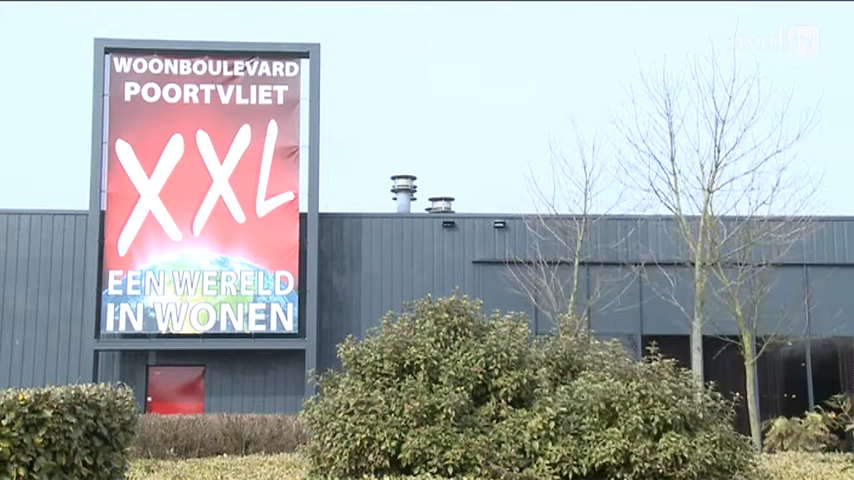 WOONBOULEVARD
POORTVLIET
XXL
EEN WERELD
IN WONEN